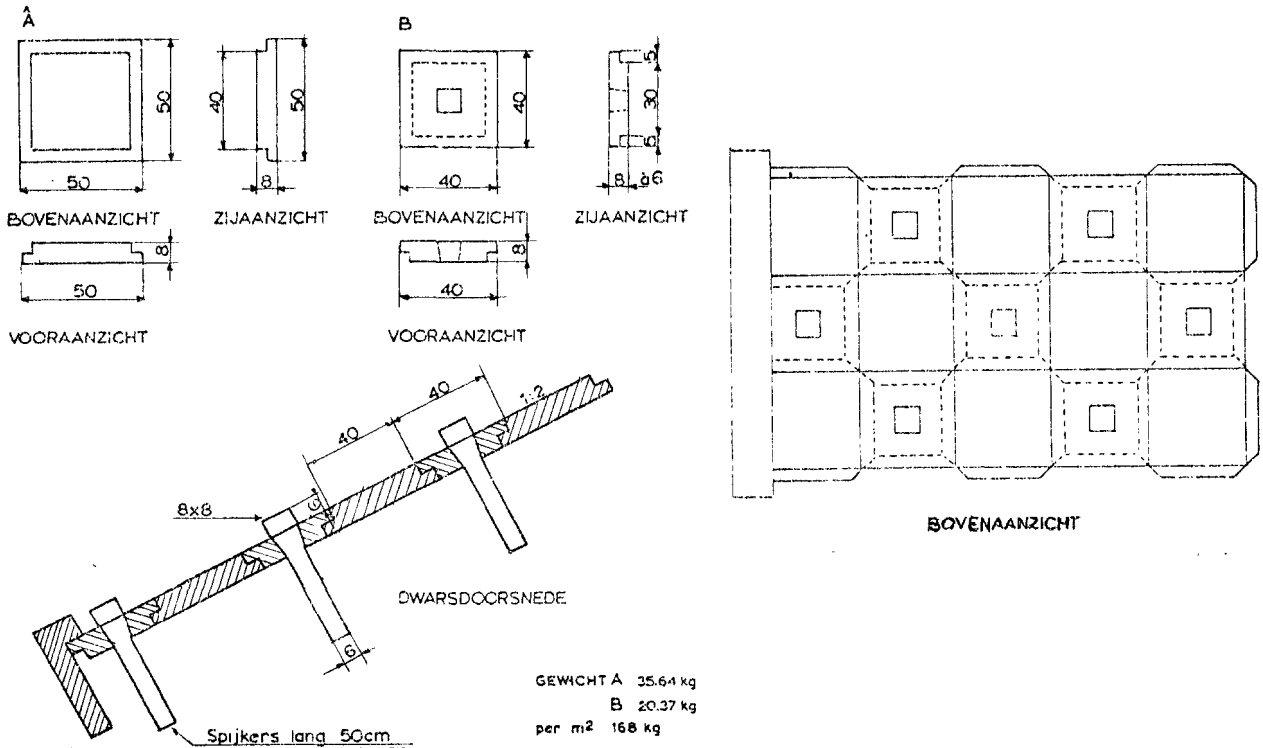 A
B
50
50
40
50
8
40
40
5
30
5
8 à 6
BOVENAANZICHT
ZIJAANZICHT
BOVENAANZICHT
ZIJAANZICHT
8
50
8
40
VOORAANZICHT
VOORAANZICHT
40
40
1:2
8x8
6
6
DWARSDOORSNEDE
Spijkers lang 50cm
GEWICHT A 35.64 kg
B 20.37 kg
per m² 168 kg
BOVENAANZICHT